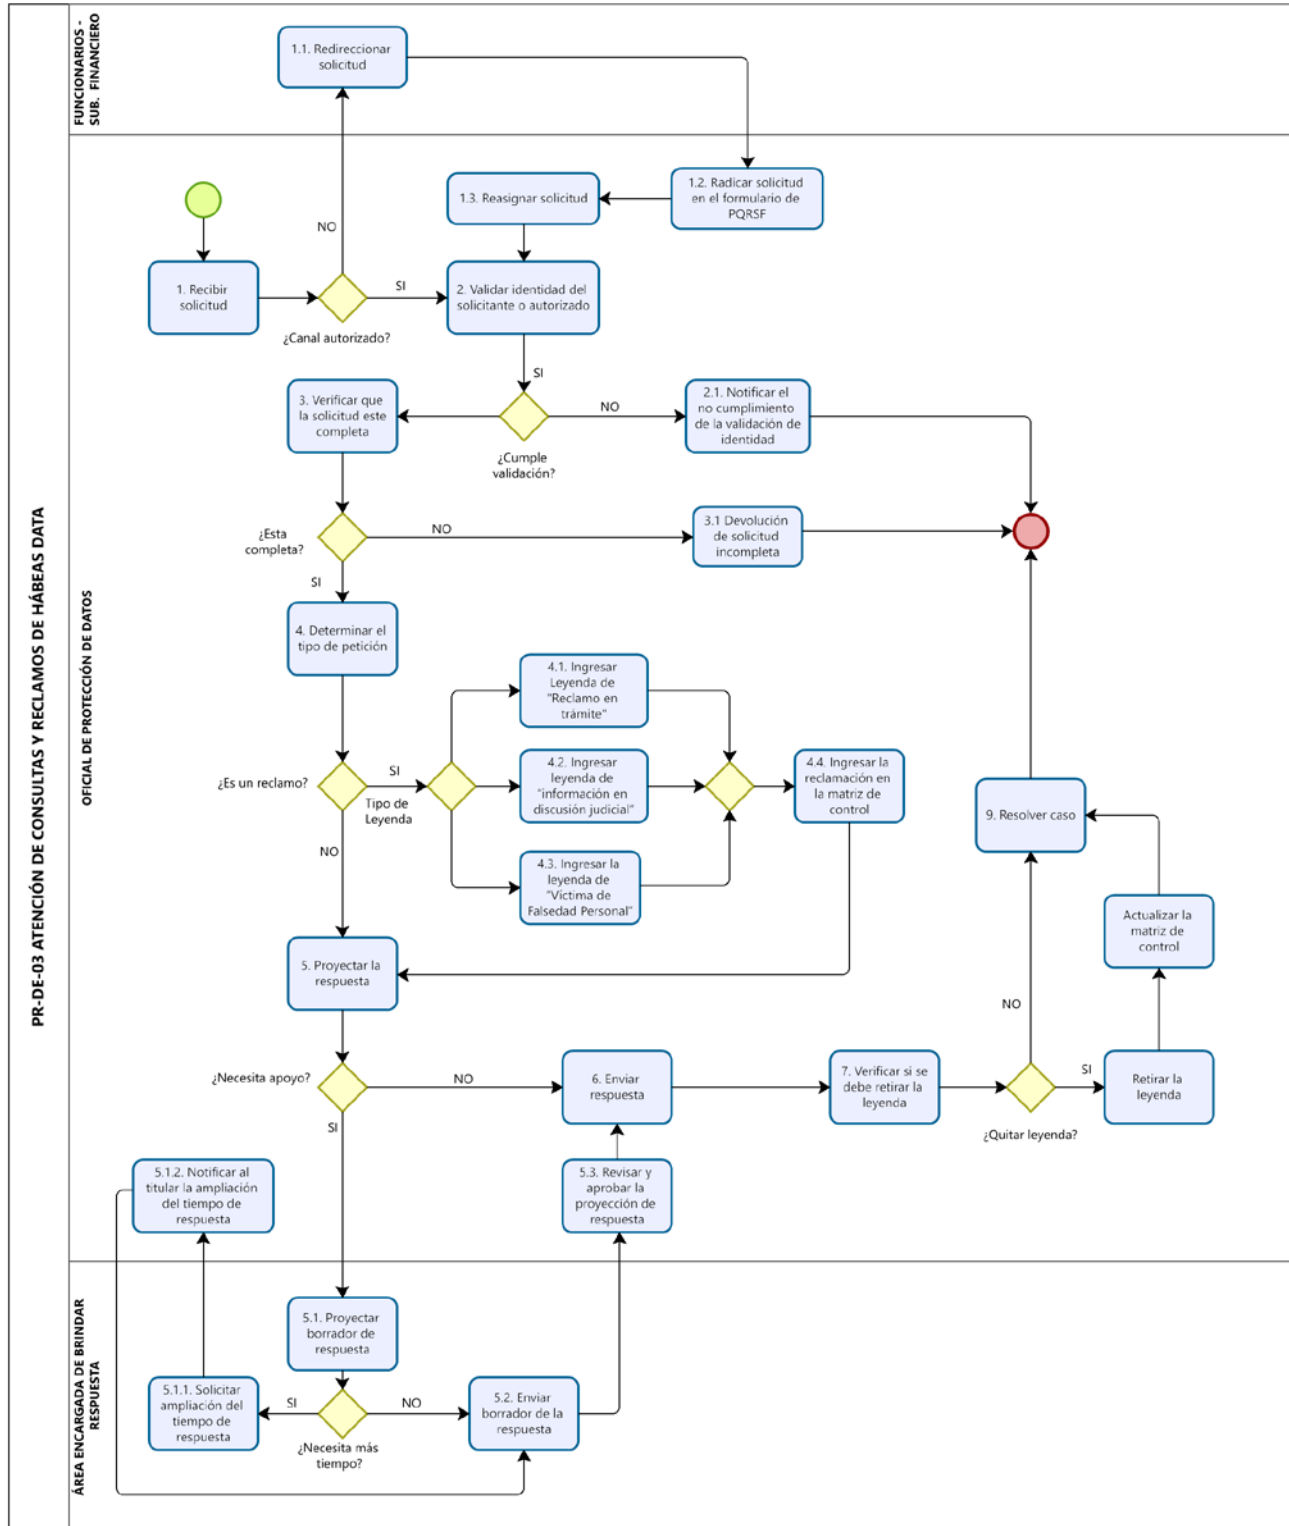 PR-DE-03 ATENCIÓN DE CONSULTAS Y RECLAMOS DE HÁBEAS DATA
FUNCIONARIOS -
SUB. FINANCIERO
1.1. Redireccionar
solicitud
OFICIAL DE PROTECCIÓN DE DATOS
1.2. Radicar solicitud
en el formulario de
PQRSF
1.3. Reasignar solicitud
NO
1. Recibir
solicitud
SI
2. Validar identidad del
solicitante o autorizado
¿Canal autorizado?
SI
3. Verificar que
la solicitud este
completa
NO
2.1. Notificar el
no cumplimiento
de la validación de
identidad
¿Cumple
validación?
¿Esta
completa?
NO
3.1 Devolución
de solicitud
incompleta
SI
4. Determinar el
tipo de petición
4.1. Ingresar
Leyenda de
"Reclamo en
trámite"
¿Es un reclamo?
SI
Tipo de
Leyenda
4.2. Ingresar
leyenda de
"información en
discusión judicial"
4.4. Ingresar la
reclamación en
la matriz de
control
9. Resolver caso
NO
4.3. Ingresar la
leyenda de
"Víctima de
Falsedad Personal"
Actualizar la
matriz de
control
5. Proyectar la
respuesta
NO
¿Necesita apoyo?
NO
6. Enviar
respuesta
7. Verificar si se
debe retirar la
leyenda
SI
Retirar la
leyenda
¿Quitar leyenda?
SI
5.1.2. Notificar al
titular la ampliación
del tiempo de
respuesta
5.3. Revisar y
aprobar la
proyección de
respuesta
ÁREA ENCARGADA DE BRINDAR
RESPUESTA
5.1. Proyectar
borrador de
respuesta
5.1.1. Solicitar
ampliación del
tiempo de
respuesta
SI
NO
5.2. Enviar
borrador de la
respuesta
¿Necesita más
tiempo?